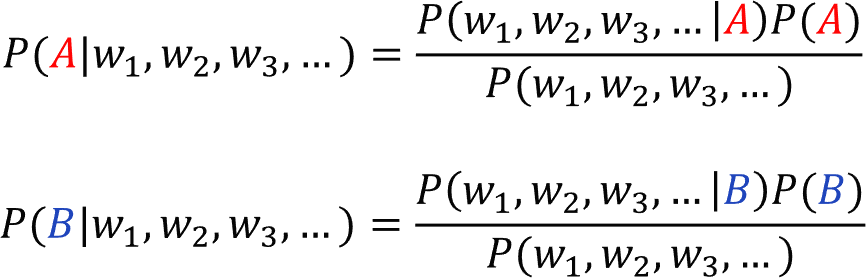 P(A|w₁, w₂, w₃, … ) = P(w₁, w₂, w₃, … |A)P(A) / P(w₁, w₂, w₃, … )
P(B|w₁, w₂, w₃, … ) = P(w₁, w₂, w₃, … |B)P(B) / P(w₁, w₂, w₃, … )